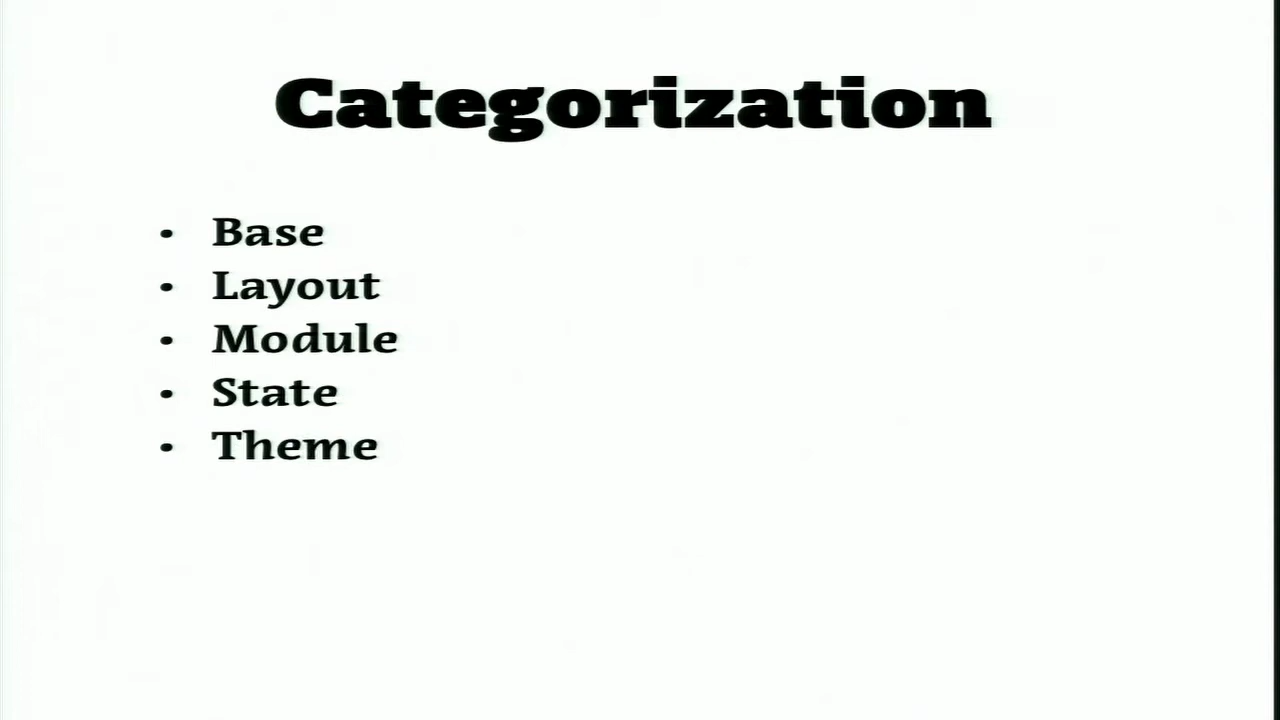 Categorization
• Base
• Layout
• Module
• State
• Theme